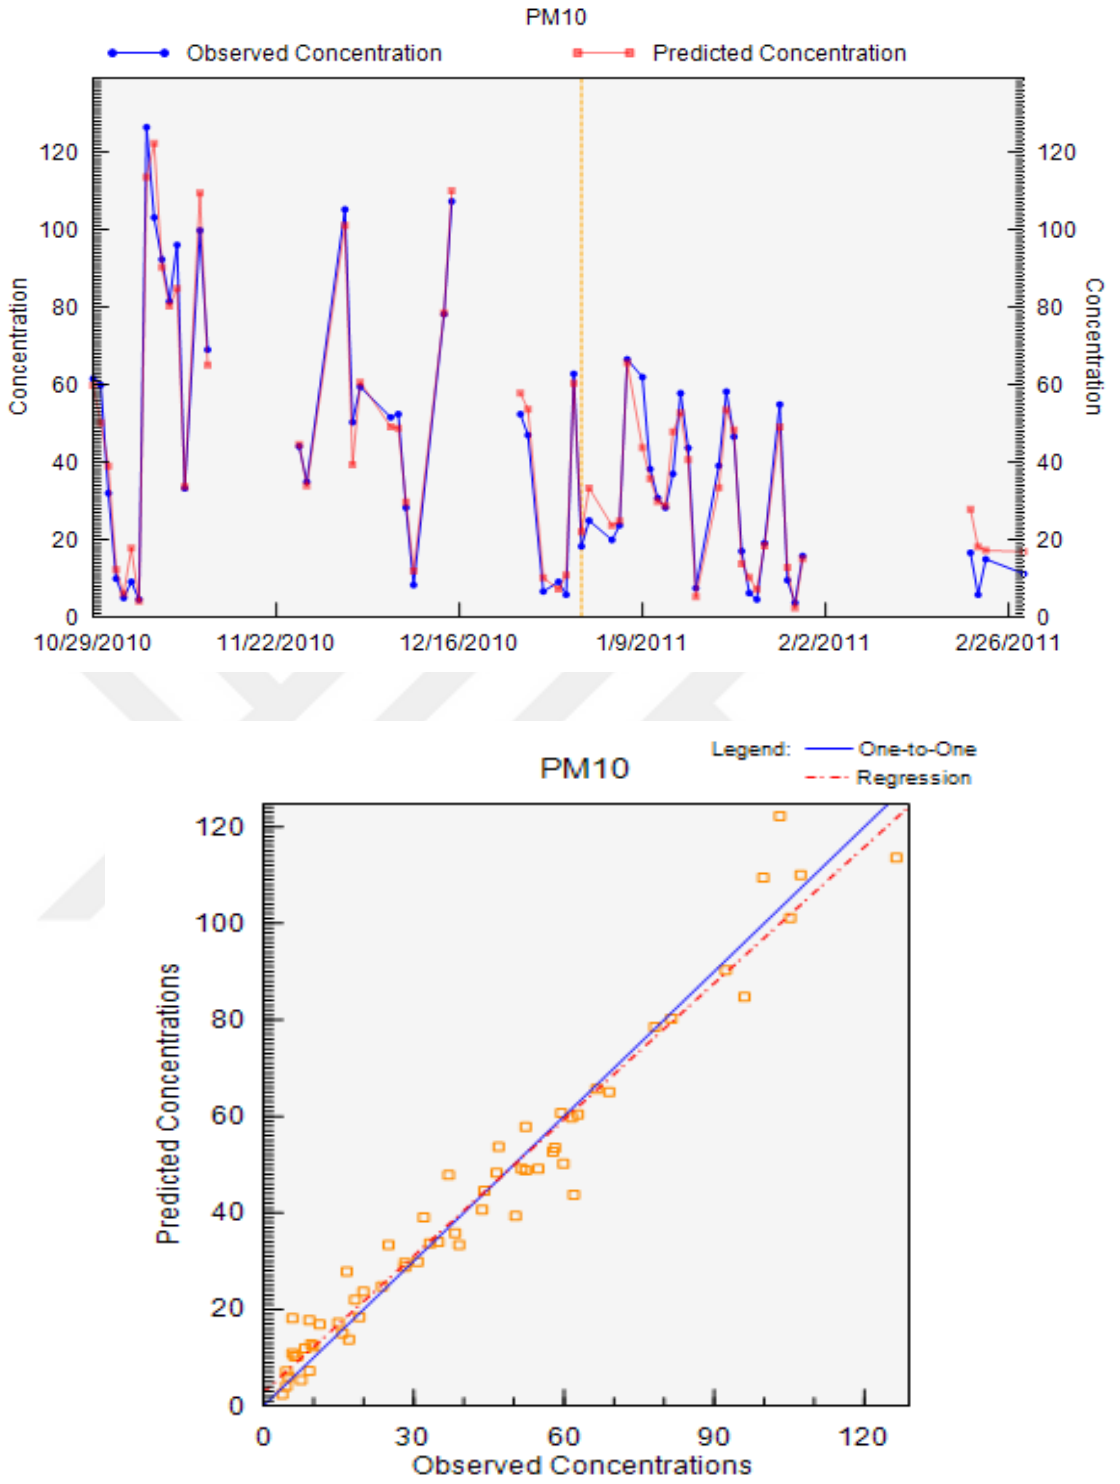 PM10
Observed Concentration Predicted Concentration
120 120
100 100
80 80
Concentration Concentration
60 60
40 40
20 20
0 0
10/29/2010 11/22/2010 12/16/2010 1/9/2011 2/2/2011 2/26/2011
Legend: One-to-One
PM10
Regression
120
100
80
Predicted Concentrations
60
40
20
0
0 30 60 90 120
Observed Concentrations